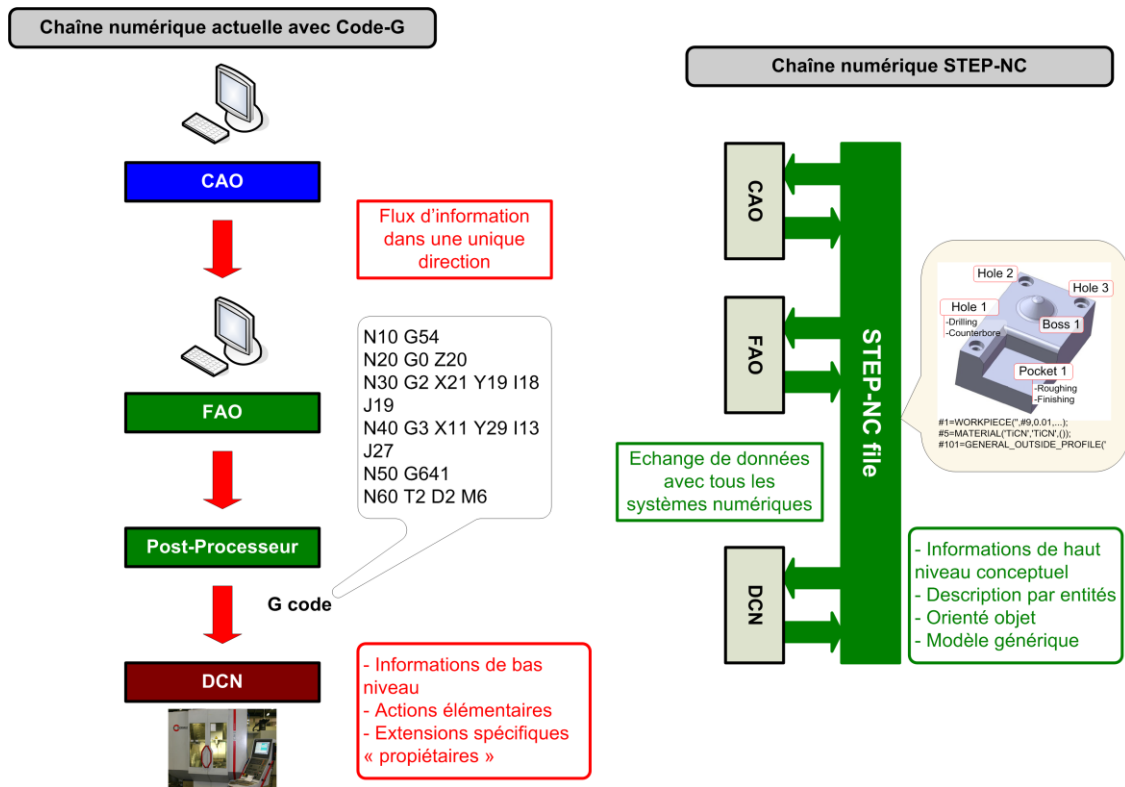 Chaîne numérique actuelle avec Code-G
CAO
Flux d'information
dans une unique
direction
FAO
N10 G54
N20 G0 Z20
N30 G2 X21 Y19 I18
J19
N40 G3 X11 Y29 I13
J27
N50 G641
N60 T2 D2 M6
Post-Processeur
G code
DCN
- Informations de bas
niveau
- Actions élémentaires
- Extensions spécifiques
« propiétaires »
Chaîne numérique STEP-NC
CAO
FAO
DCN
STEP-NC file
Echange de données
avec tous les
systèmes numériques
Hole 2
Hole 3
Hole 1
-Drilling
-Counterbore
Boss 1
Pocket 1
-Roughing
-Finishing
#1=WORKPIECE('',#9,0.01,...);
#5=MATERIAL('TiCN','TiCN',());
#101=GENERAL_OUTSIDE_PROFILE('
- Informations de haut
niveau conceptuel
- Description par entités
- Orienté objet
- Modèle générique